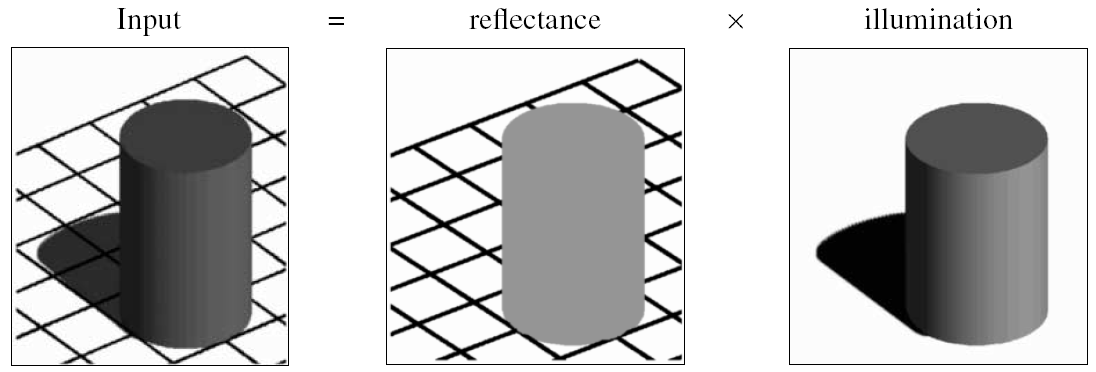 Input = reflectance × illumination